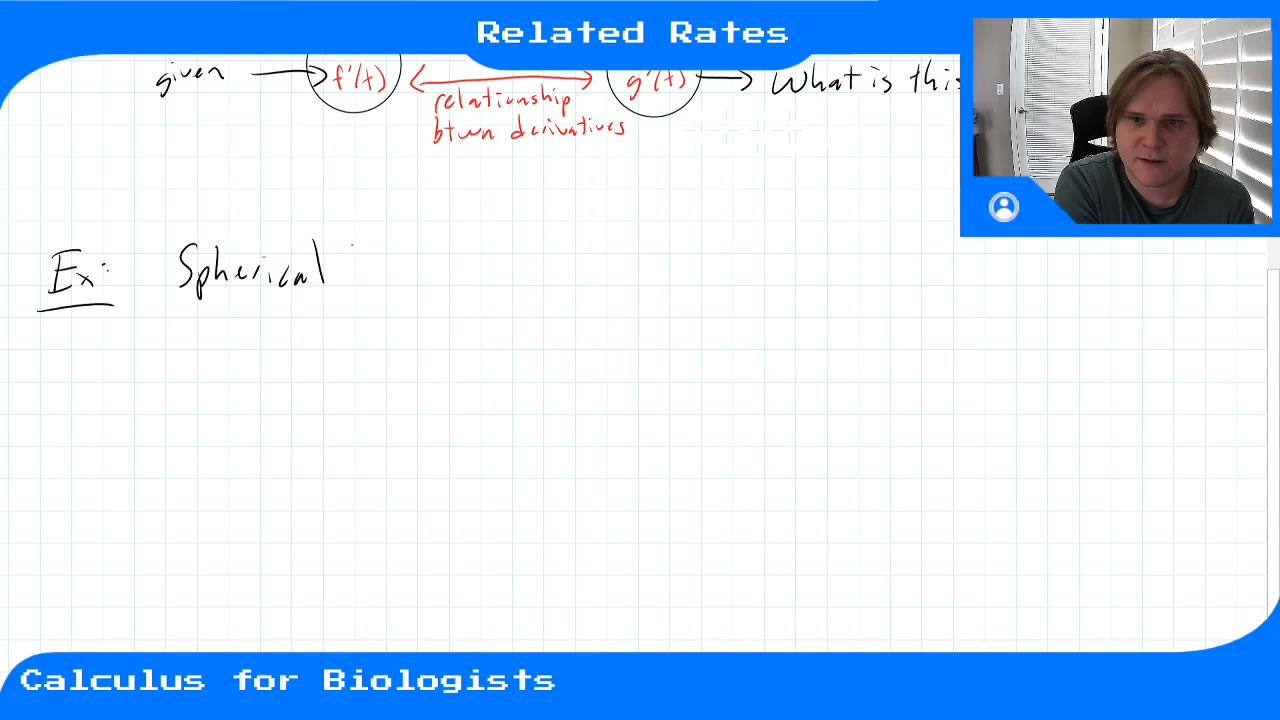 Related Rates
given → f'(t) ↔ g'(t) → What is this
relationship
btwn derivatives
Ex: Spherical
Calculus for Biologists